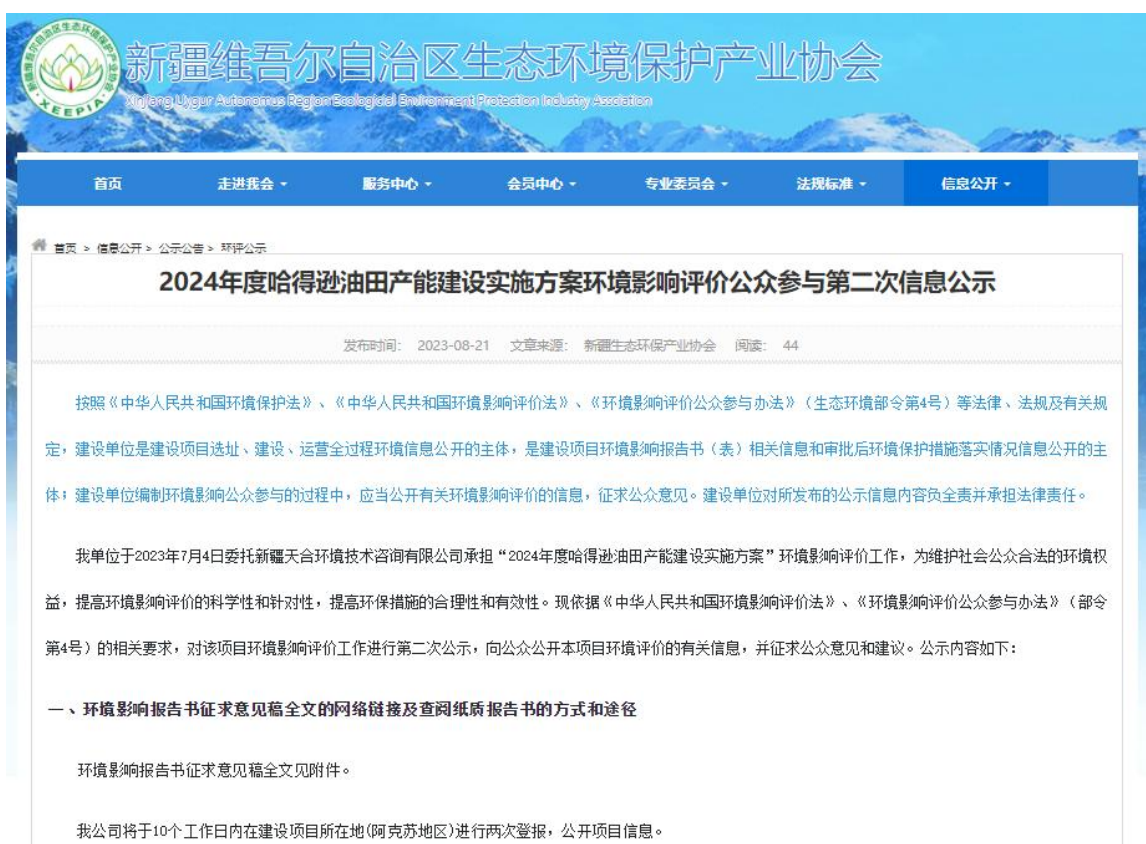 新疆维吾尔自治区生态环境保护产业协会
Xinjiang Uygur Autonomus Region Ecological Environment Protection Industry Assciation
XEEPIA
首页 走进我会 服务中心 会员中心 专业委员会 法规标准 信息公开
首页 > 信息公开 > 公示公告 > 环评公示
2024年度哈得逊油田产能建设实施方案环境影响评价公众参与第二次信息公示
发布时间: 2023-08-21 文章来源: 新疆生态环保产业协会 阅读: 44
按照《中华人民共和国环境保护法》、《中华人民共和国环境影响评价法》、《环境影响评价公众参与办法》(生态环境部令第4号)等法律、法规及有关规
定,建设单位是建设项目选址、建设、运营全过程环境信息公开的主体,是建设项目环境影响报告书(表)相关信息和审批后环境保护措施落实情况信息公开的主
体;建设单位编制环境影响公众参与的过程中,应当公开有关环境影响评价的信息,征求公众意见。建设单位对所发布的公示信息内容负全责并承担法律责任。
我单位于2023年7月4日委托新疆天合环境技术咨询有限公司承担“2024年度哈得逊油田产能建设实施方案”环境影响评价工作,为维护社会公众合法的环境权
益,提高环境影响评价的科学性和针对性,提高环保措施的合理性和有效性。现依据《中华人民共和国环境影响评价法》、《环境影响评价公众参与办法》(部令
第4号)的相关要求,对该项目环境影响评价工作进行第二次公示,向公众公开本项目环境评价的有关信息,并征求公众意见和建议。公示内容如下:
一、环境影响报告书征求意见稿全文的网络链接及查阅纸质报告书的方式和途径
环境影响报告书征求意见稿全文见附件。
我公司将于10个工作日内在建设项目所在地(阿克苏地区)进行两次登报,公开项目信息。